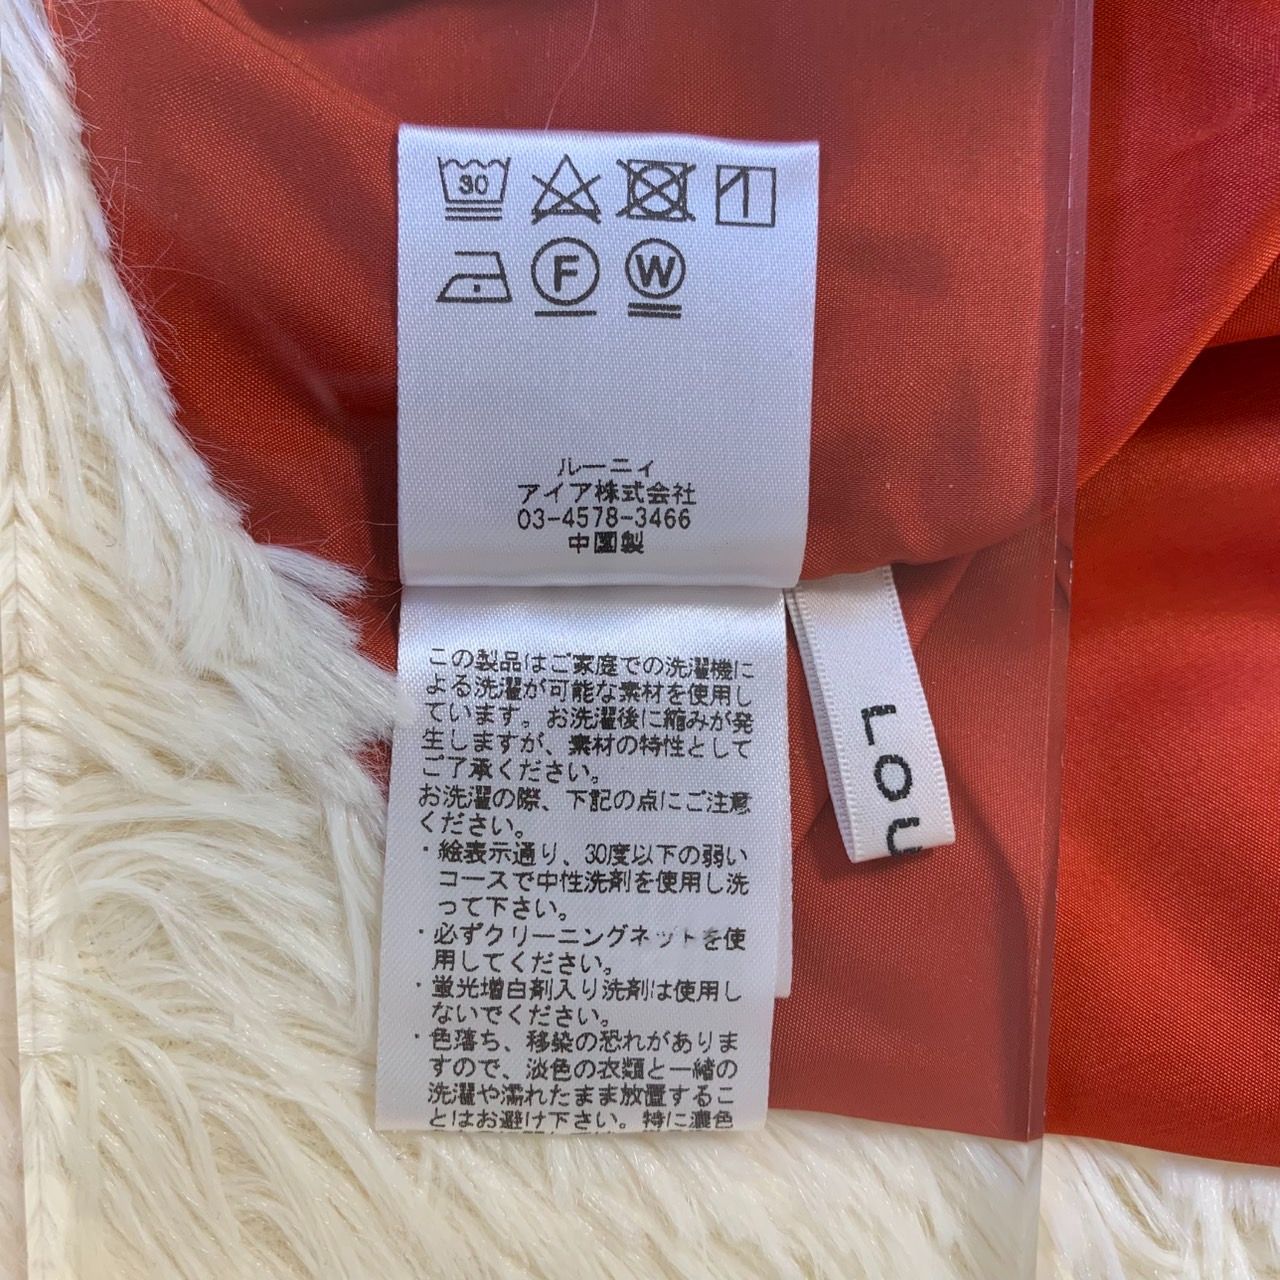 30
F W
ルーニィ
アイア株式会社
03-4578-3466
中国製
この製品はご家庭での洗濯機に
よる洗濯が可能な素材を使用し
ています。お洗濯後に縮みが発
生しますが、素材の特性として
ご了承ください。
お洗濯の際、下記の点にご注意
ください。
・絵表示通り、30度以下の弱い
コースで中性洗剤を使用し洗
って下さい。
・必ずクリーニングネットを使
用してください。
・蛍光増白剤入り洗剤は使用し
ないでください。
・色落ち、移染の恐れがありま
すので、淡色の衣類と一緒の
洗濯や濡れたまま放置するこ
とはお避け下さい。特に濃色
LOU